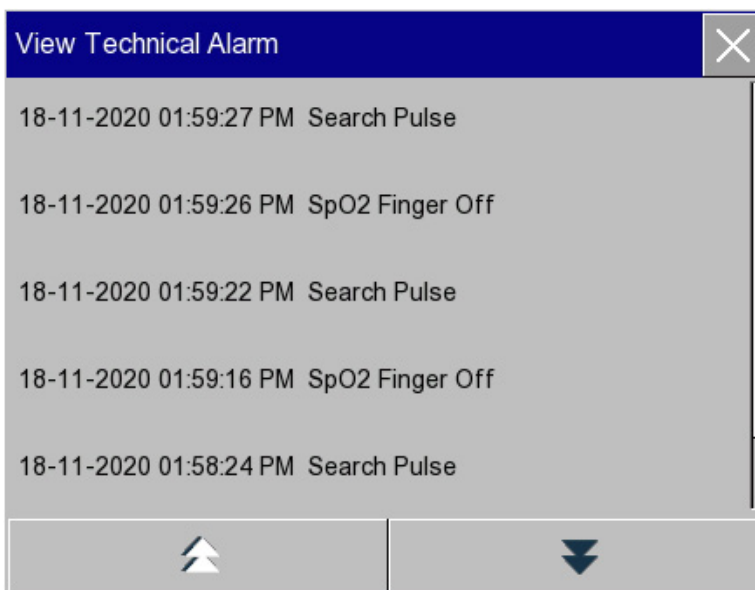 View Technical Alarm
18-11-2020 01:59:27 PM Search Pulse
18-11-2020 01:59:26 PM SpO2 Finger Off
18-11-2020 01:59:22 PM Search Pulse
18-11-2020 01:59:16 PM SpO2 Finger Off
18-11-2020 01:58:24 PM Search Pulse